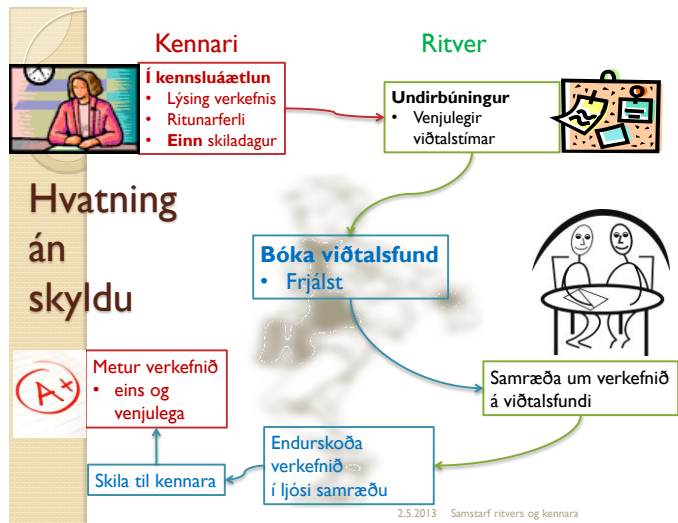 Kennari
Ritver
Í kennsluáætlun
• Lýsing verkefnis
• Ritunarferli
• Einn skiladagur
Undirbúningur
• Venjulegir
viðtalstímar
Hvatning
án
skyldu
Bóka viðtalsfund
• Frjálst
Samræða um verkefnið
á viðtalsfundi
Endurskoða
verkefnið
í ljósi samræðu
Skila til kennara
Metur verkefnið
• eins og
venjulega
A+
2.5.2013 Samstarf ritvers og kennara